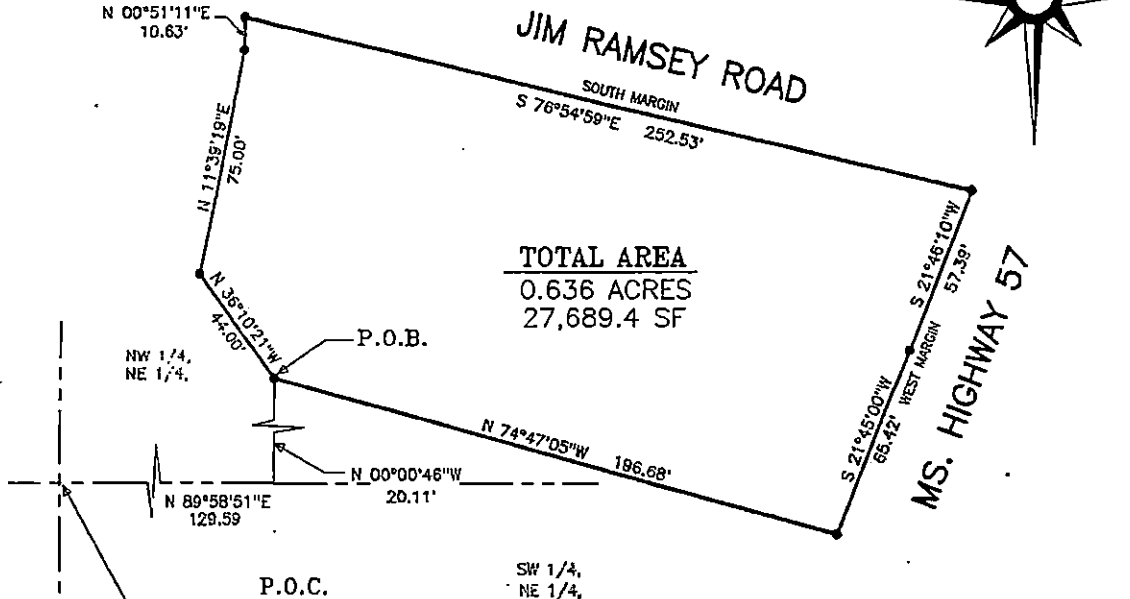 N 00°51'11"E
10.63'
JIM RAMSEY ROAD
SOUTH MARGIN
S 76°54'59"E 252.53'
N 11°39'19"E
75.00'
TOTAL AREA
0.636 ACRES
27,689.4 SF
S 21°46'10"W
57.39'
N 36°10'21"W
44.00'
P.O.B.
NW 1/4,
NE 1/4,
WEST MARGIN
S 21°45'00"W
65.42'
MS. HIGHWAY 57
N 74°47'05"W 196.68'
N 00°00'46"W
20.11'
N 89°58'51"E
129.59
P.O.C.
SW 1/4,
NE 1/4,